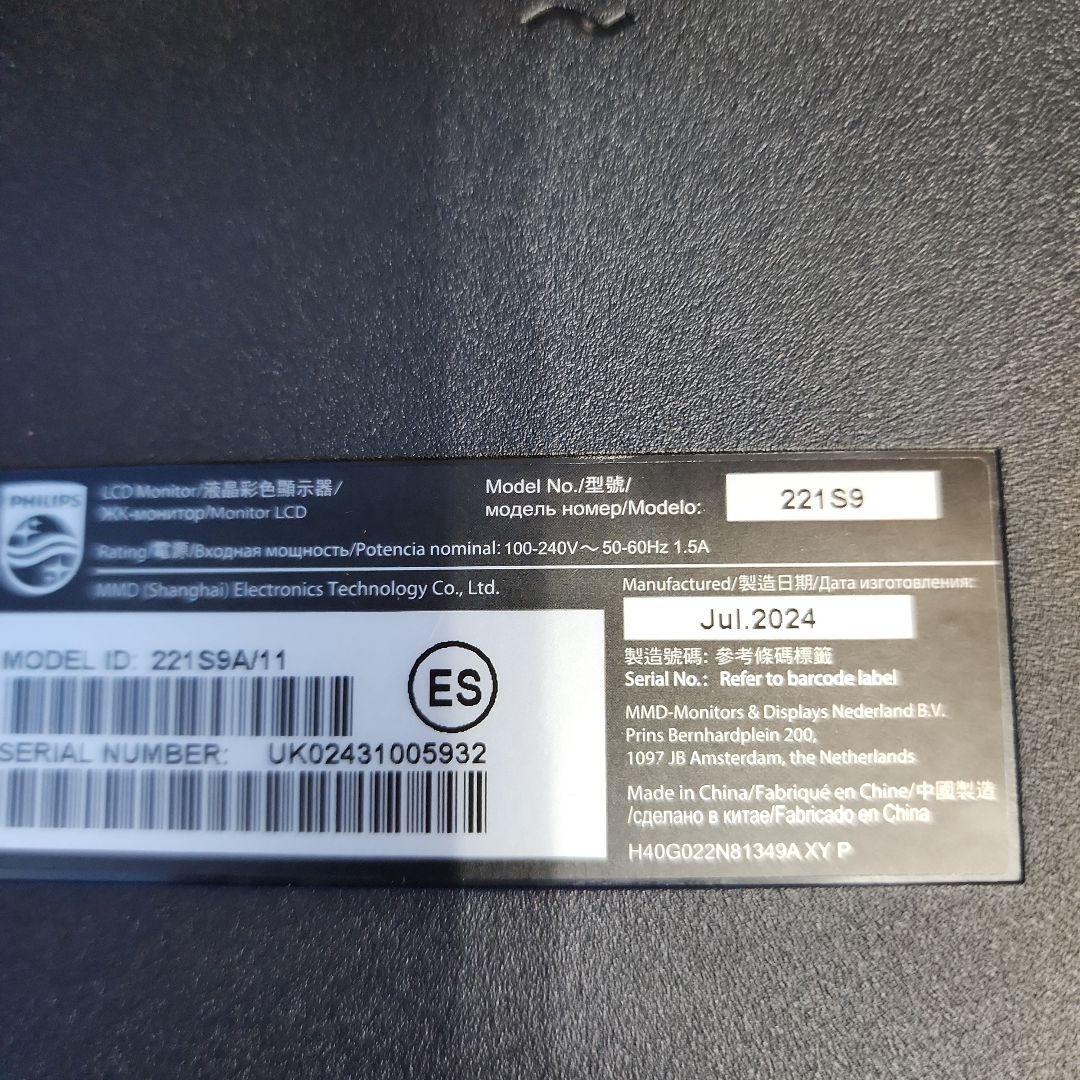 PHILIPS
LCD Monitor/液晶彩色顯示器/
ЖК-монитор/Monitor LCD
Model No./型號/
модель номер/Modelo:
221S9
Rating/電源/Входная мощность/Potencia nominal: 100-240V～ 50-60Hz 1.5A
MMD (Shanghai) Electronics Technology Co., Ltd.
Manufactured/製造日期/Дата изготовления:
Jul.2024
MODEL ID: 221S9A/11
ES
SERIAL NUMBER: UK02431005932
製造號碼: 參考條碼標籤
Serial No.: Refer to barcode label
MMD-Monitors & Displays Nederland B.V.
Prins Bernhardplein 200,
1097 JB Amsterdam, the Netherlands
Made in China/Fabriqué en Chine/中國製造
/сделано в китае/Fabricado en China
H40G022N81349A XY P